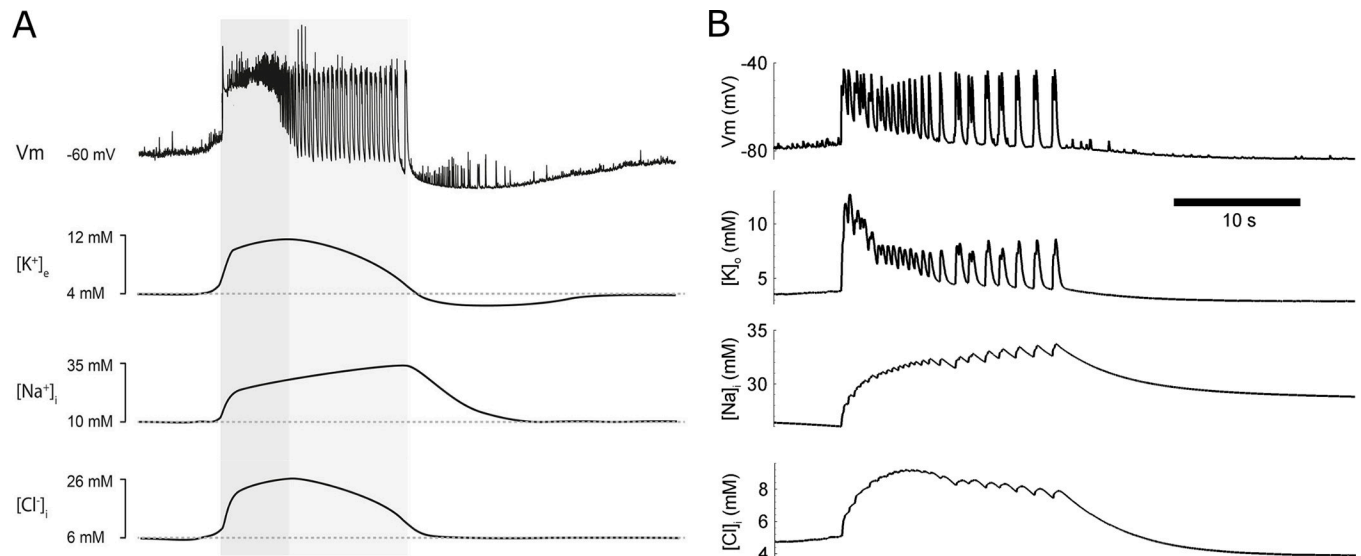 A
Vm
-60 mV
12 mM
[K⁺]ₑ
4 mM
35 mM
[Na⁺]ᵢ
10 mM
26 mM
[Cl⁻]ᵢ
6 mM
B
Vm (mV)
-40
-80
[K]ₒ (mM)
10
5
10 s
[Na]ᵢ (mM)
35
30
[Cl]ᵢ (mM)
8
6
4